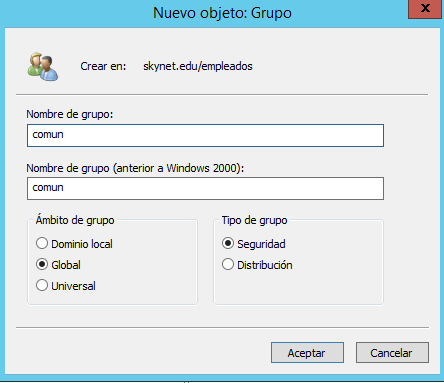 Nuevo objeto: Grupo
x
Crear en: skynet.edu/empleados
Nombre de grupo:
comun
Nombre de grupo (anterior a Windows 2000):
comun
Ámbito de grupo
Dominio local
Global
Universal
Tipo de grupo
Seguridad
Distribución
Aceptar
Cancelar